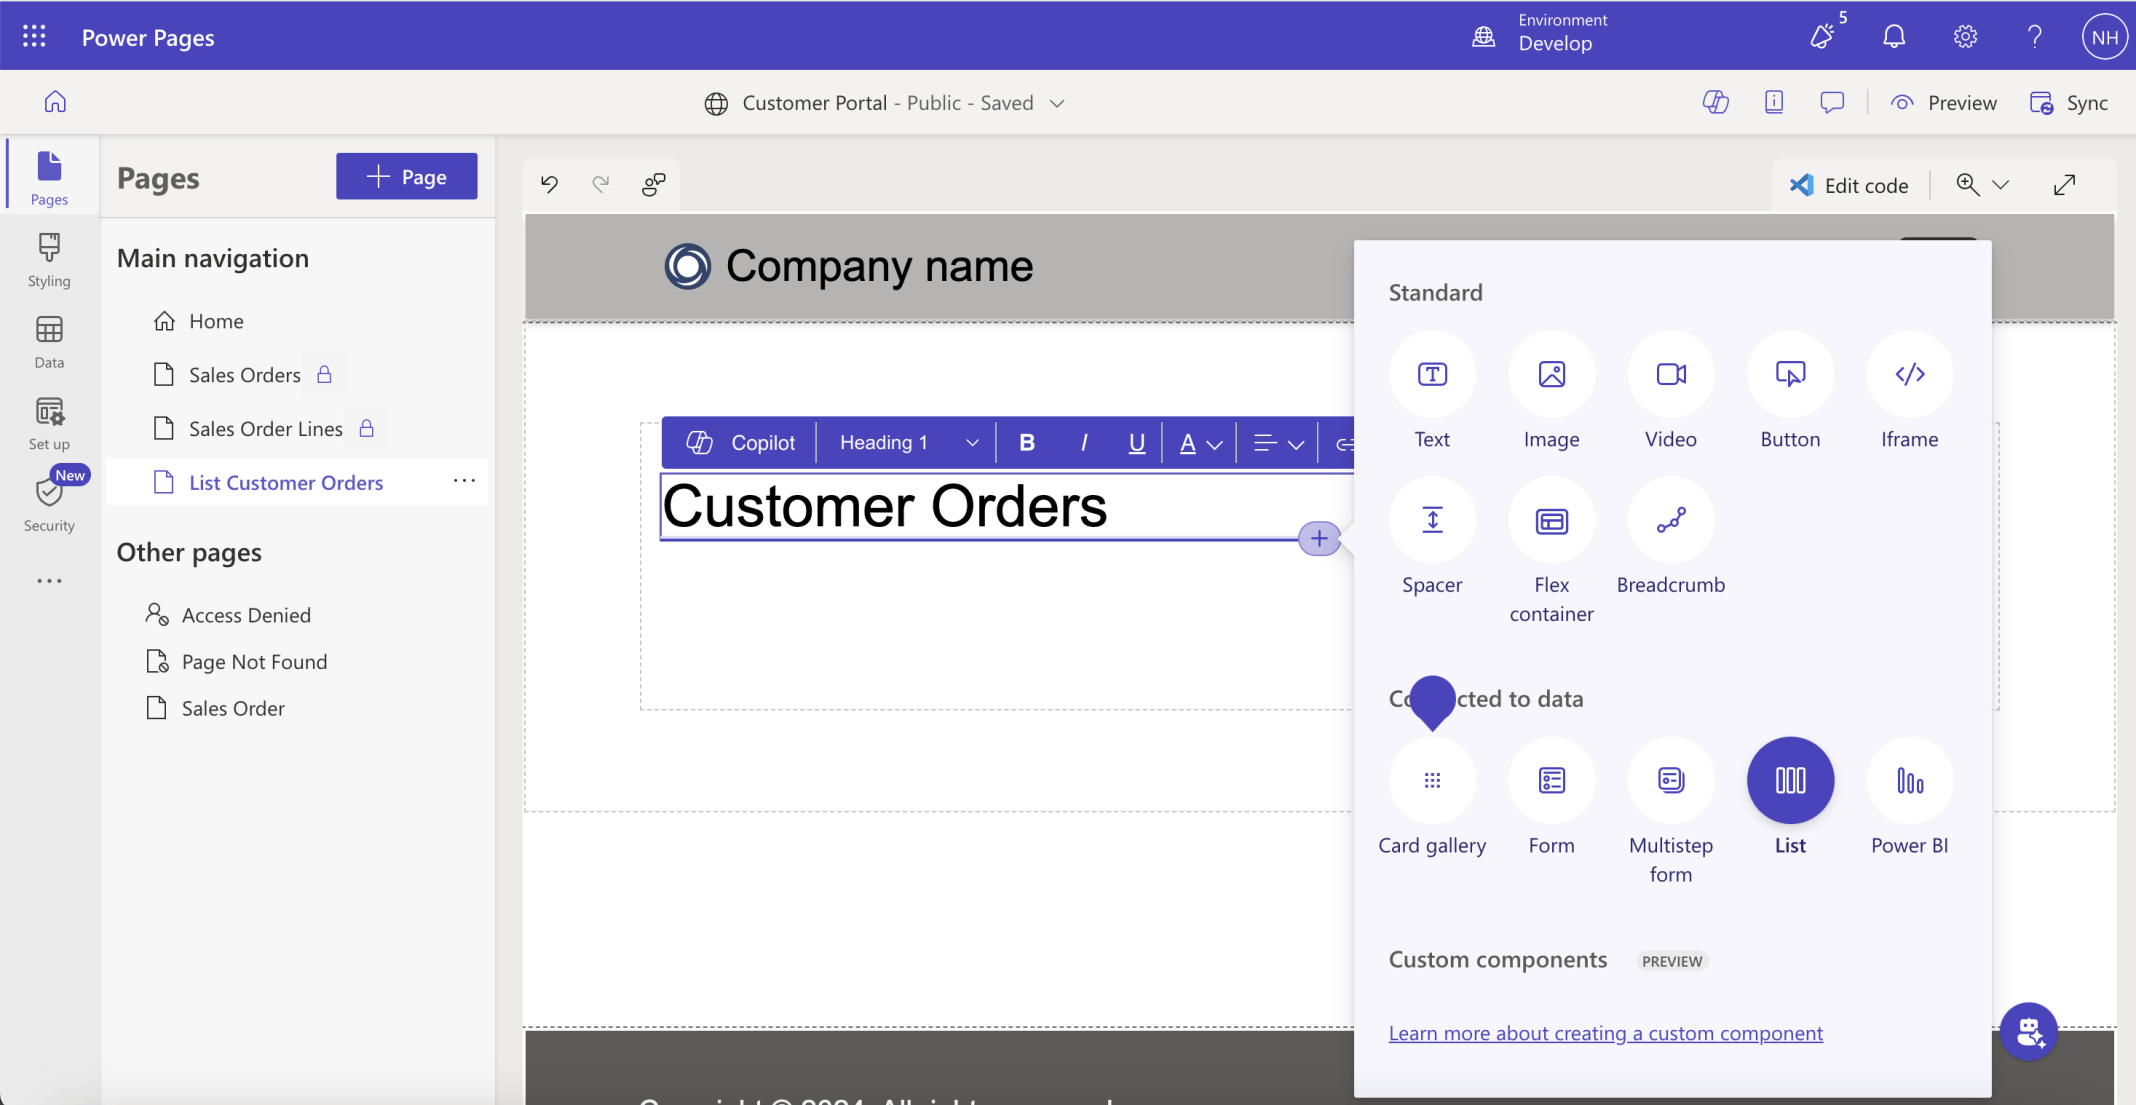 Power Pages
Environment
Develop
5
NH
Customer Portal - Public - Saved
Preview
Sync
Pages
Styling
Data
Set up
New
Security
Pages
Page
Main navigation
Home
Sales Orders
Sales Order Lines
List Customer Orders
Other pages
Access Denied
Page Not Found
Sales Order
Edit code
Company name
Copilot
Heading 1
B I U A
Customer Orders
Standard
Text
Image
Video
Button
Iframe
Spacer
Flex
container
Breadcrumb
cted to data
Card gallery
Form
Multistep
form
List
Power BI
Custom components
PREVIEW
Learn more about creating a custom component